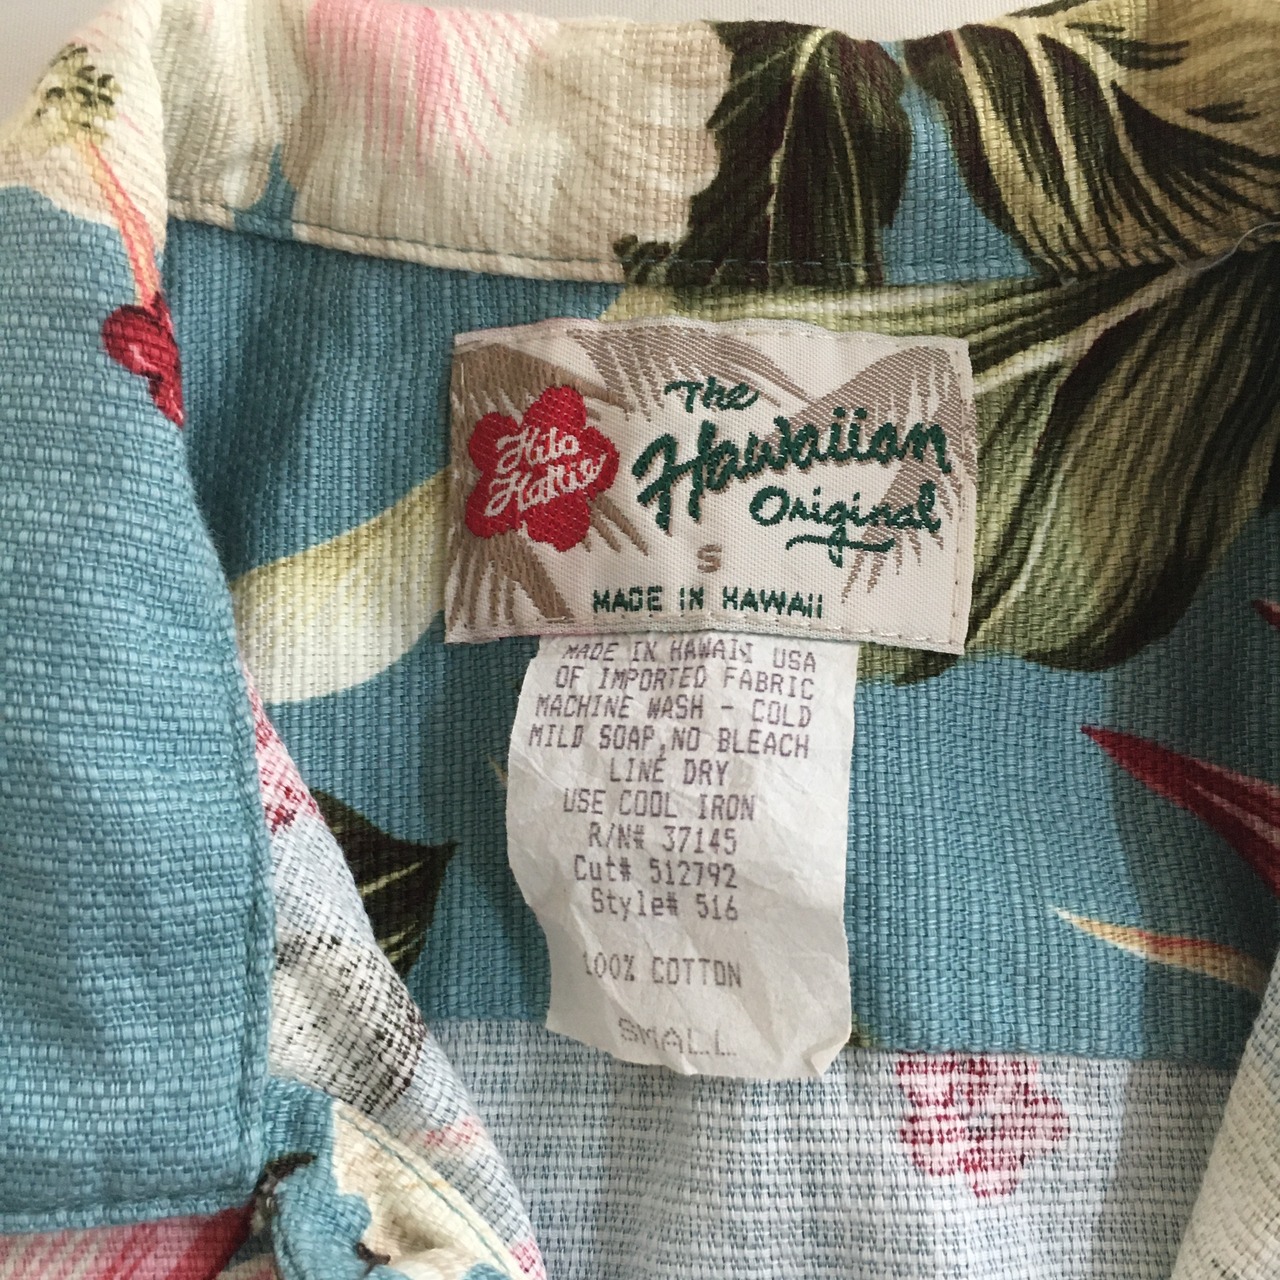 Hilo
Hattie
The
Hawaiian
Original
S
MADE IN HAWAII
MADE IN HAWAII USA
OF IMPORTED FABRIC
MACHINE WASH - COLD
MILD SOAP,NO BLEACH
LINE DRY
USE COOL IRON
R/N# 37145
Cut# 512792
Style# 516
100% COTTON
SMALL